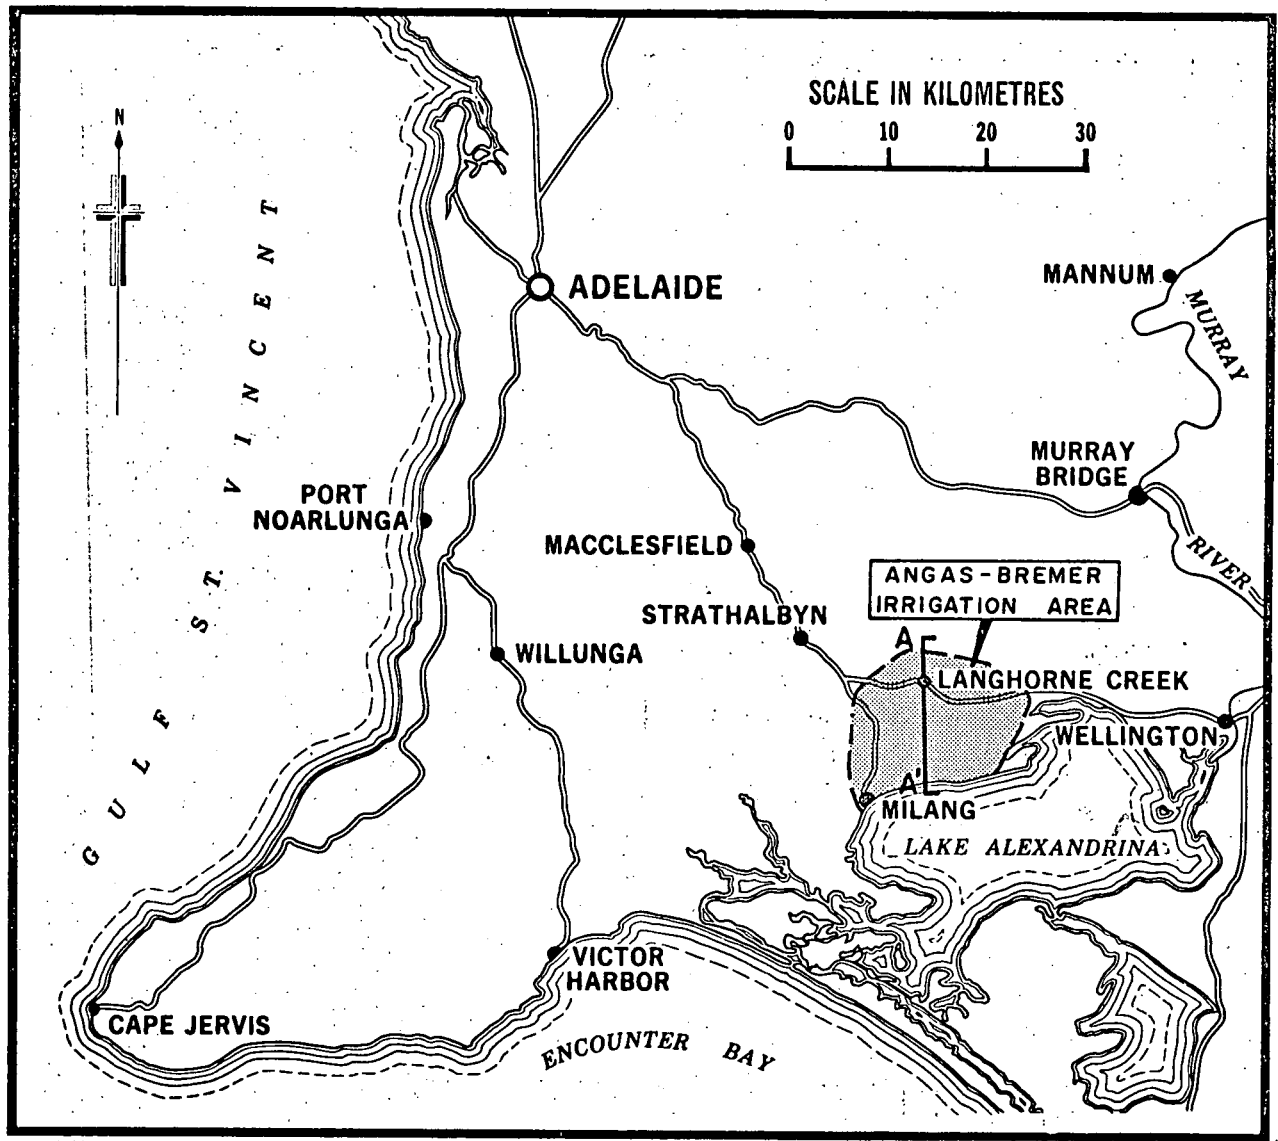 SCALE IN KILOMETRES
0 10 20 30
N
GULF ST. VINCENT
ADELAIDE
MANNUM
MURRAY
RIVER
MURRAY
BRIDGE
PORT
NOARLUNGA
MACCLESFIELD
ANGAS-BREMER
IRRIGATION AREA
STRATHALBYN
A
WILLUNGA
LANGHORNE CREEK
WELLINGTON
A'
MILANG
LAKE ALEXANDRINA
VICTOR
HARBOR
CAPE JERVIS
ENCOUNTER BAY